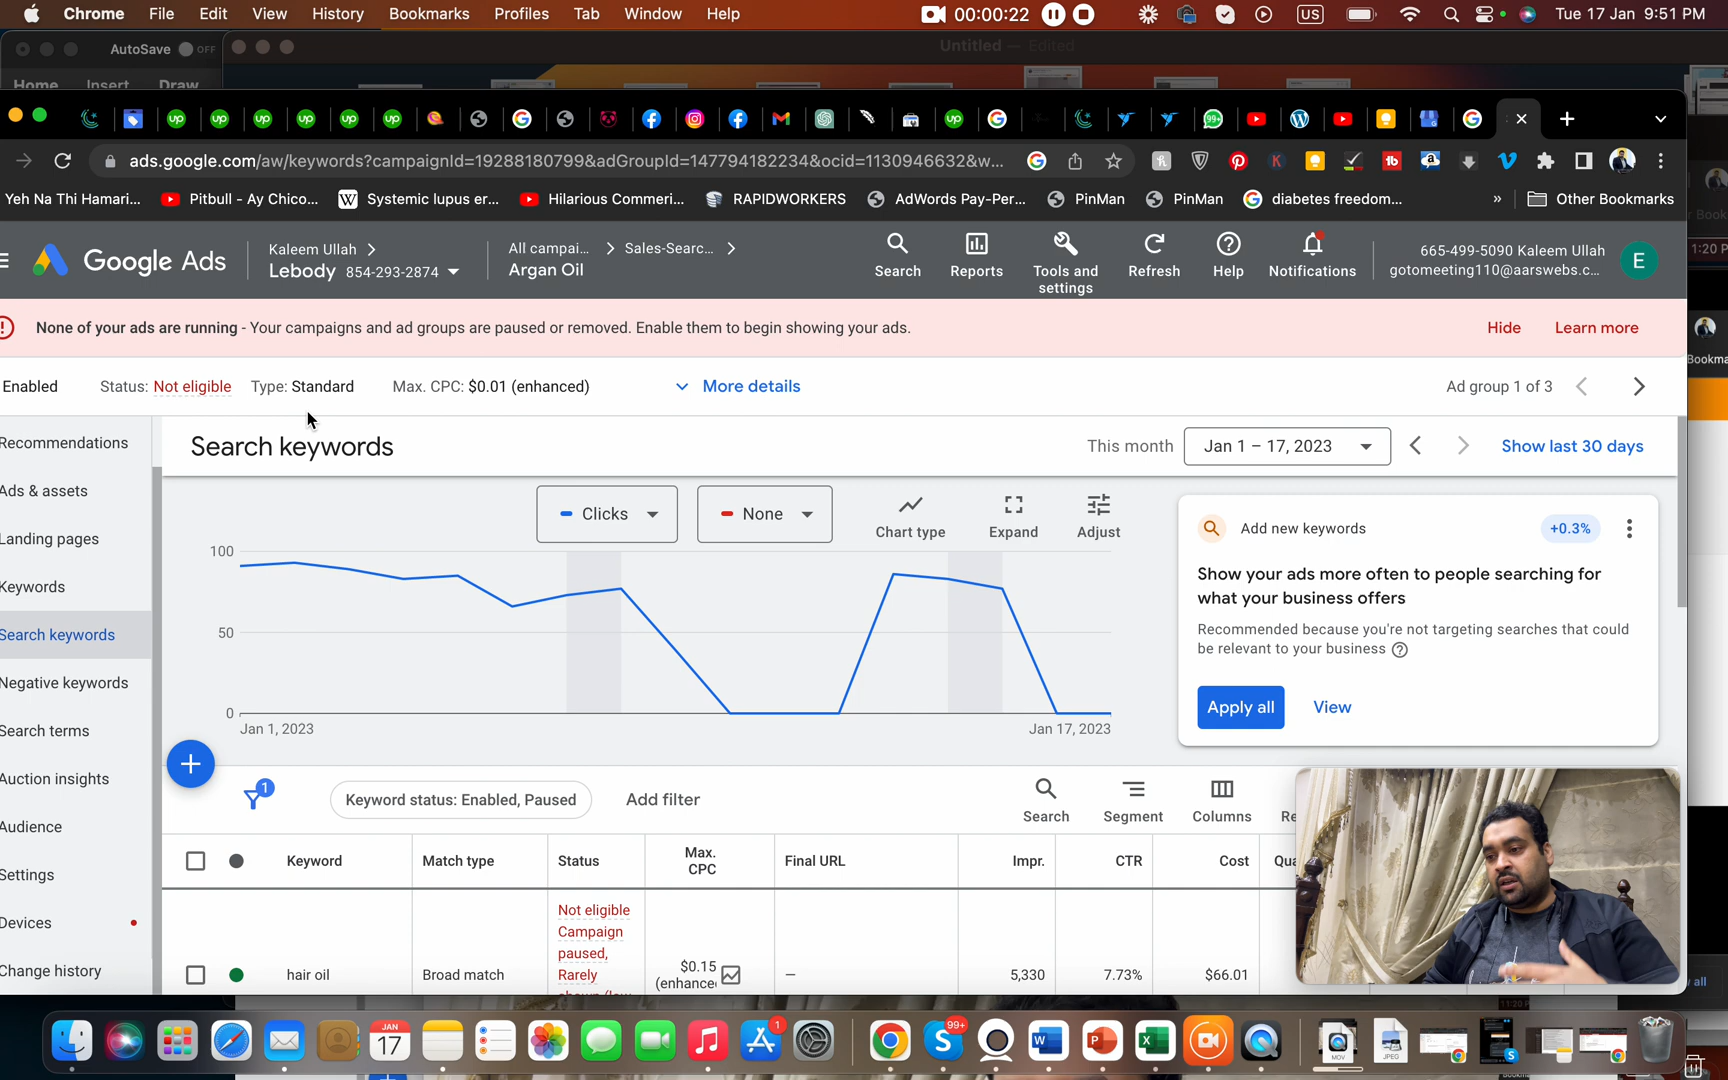 Chrome File Edit View History Bookmarks Profiles Tab Window Help 00:00:22 US Tue 17 Jan 9:51 PM
AutoSave OFF Untitled — Edited
Home Insert Draw
ads.google.com/aw/keywords?campaignId=19288180799&adGroupId=147794182234&ocid=1130946632&w...
Yeh Na Thi Hamari... Pitbull - Ay Chico... Systemic lupus er... Hilarious Commeri... RAPIDWORKERS AdWords Pay-Per... PinMan PinMan diabetes freedom... » Other Bookmarks
Google Ads
Kaleem Ullah
Lebody 854-293-2874
All campai... Sales-Searc...
Argan Oil
Search
Reports
Tools and
settings
Refresh
Help
Notifications
665-499-5090 Kaleem Ullah
gotomeeting110@aarswebs.c...
E
1:20 P
None of your ads are running - Your campaigns and ad groups are paused or removed. Enable them to begin showing your ads. Hide Learn more
Enabled Status: Not eligible Type: Standard Max. CPC: $0.01 (enhanced) More details Ad group 1 of 3
Recommendations
Ads & assets
Landing pages
Keywords
Search keywords
Negative keywords
Search terms
Auction insights
Audience
Settings
Devices
Change history
Search keywords This month Jan 1 – 17, 2023 Show last 30 days
Clicks None
Chart type
Expand
Adjust
100
50
0
Jan 1, 2023 Jan 17, 2023
Add new keywords +0.3%
Show your ads more often to people searching for
what your business offers
Recommended because you're not targeting searches that could
be relevant to your business
Apply all View
1
Keyword status: Enabled, Paused Add filter
Search
Segment
Columns
Keyword Match type Status Max. CPC Final URL Impr. CTR Cost Qua
hair oil Broad match
Not eligible
Campaign
paused,
Rarely
$0.15
(enhance
–
5,330 7.73% $66.01
JAN
17
1
99+
MOV
JPEG